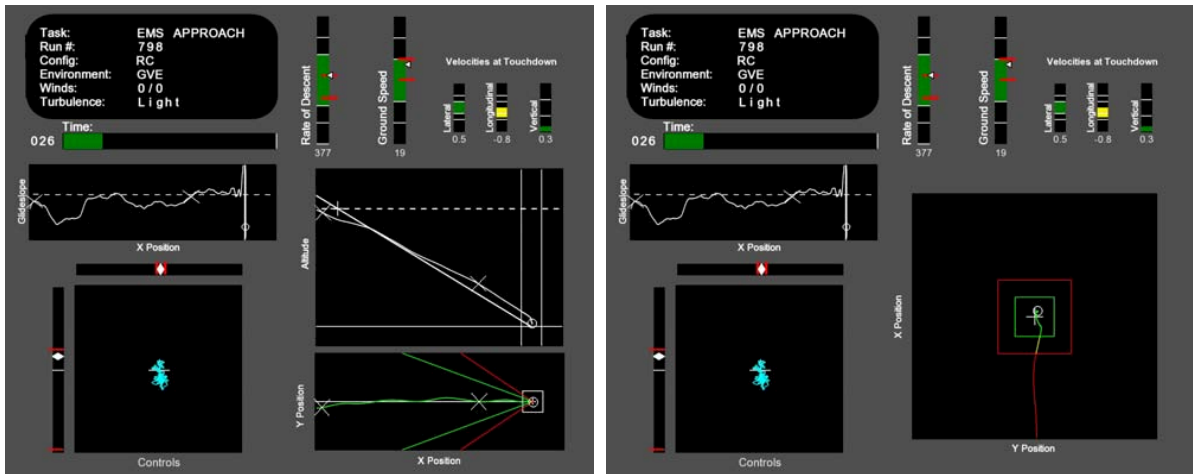 Task: EMS APPROACH
Run #: 798
Config: RC
Environment: GVE
Winds: 0/0
Turbulence: Light
Time:
026
Rate of Descent
377
Ground Speed
19
Velocities at Touchdown
Lateral
0.5
Longitudinal
-0.8
Vertical
0.3
Glideslope
X Position
Altitude
Y Position
X Position
Controls
Task: EMS APPROACH
Run #: 798
Config: RC
Environment: GVE
Winds: 0/0
Turbulence: Light
Time:
026
Rate of Descent
377
Ground Speed
19
Velocities at Touchdown
Lateral
0.5
Longitudinal
-0.8
Vertical
0.3
Glideslope
X Position
X Position
Y Position
Controls